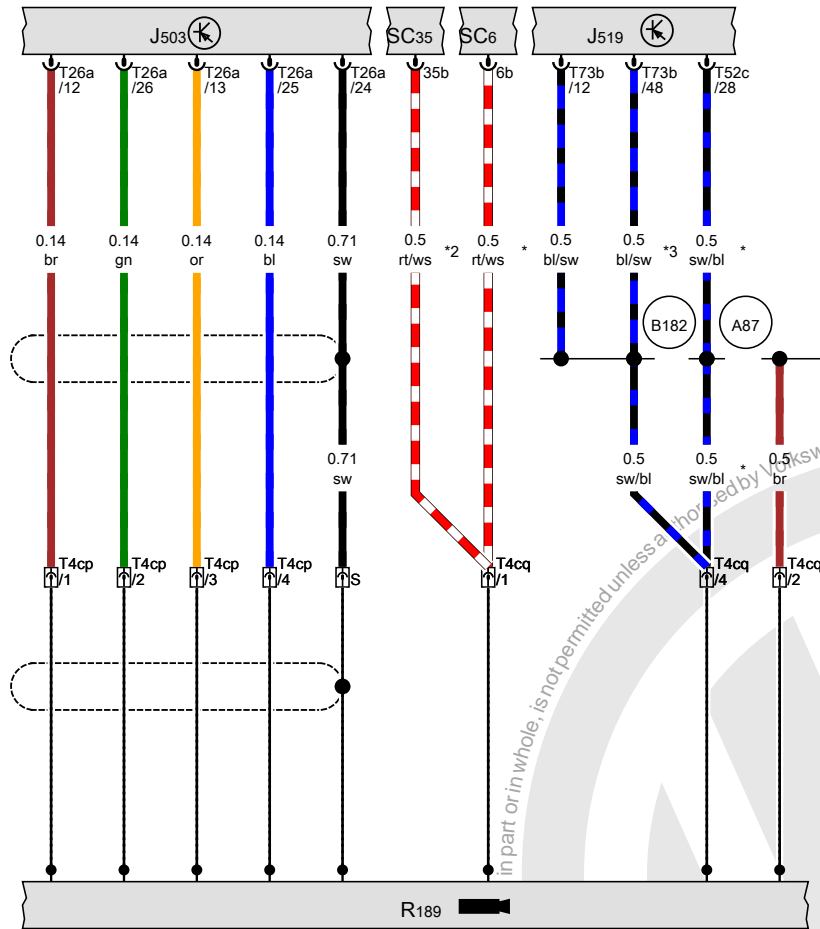 J503 SC35 SC6 J519
T26a T26a T26a T26a T26a 35b 6b T73b T73b T52c
/12 /26 /13 /25 /24 /12 /48 /28
0.14 0.14 0.14 0.14 0.71 0.5 *2 0.5 * 0.5 0.5 *3 0.5 *
br gn or bl sw rt/ws rt/ws bl/sw bl/sw sw/bl
B182 A87
0.71 0.5 0.5 * 0.5
sw sw/bl sw/bl br
T4cp T4cp T4cp T4cp T4cq T4cq T4cq
/1 /2 /3 /4 S /1 /4 /2
in part or in whole, is not permitted unless authorised by Volksw
R189